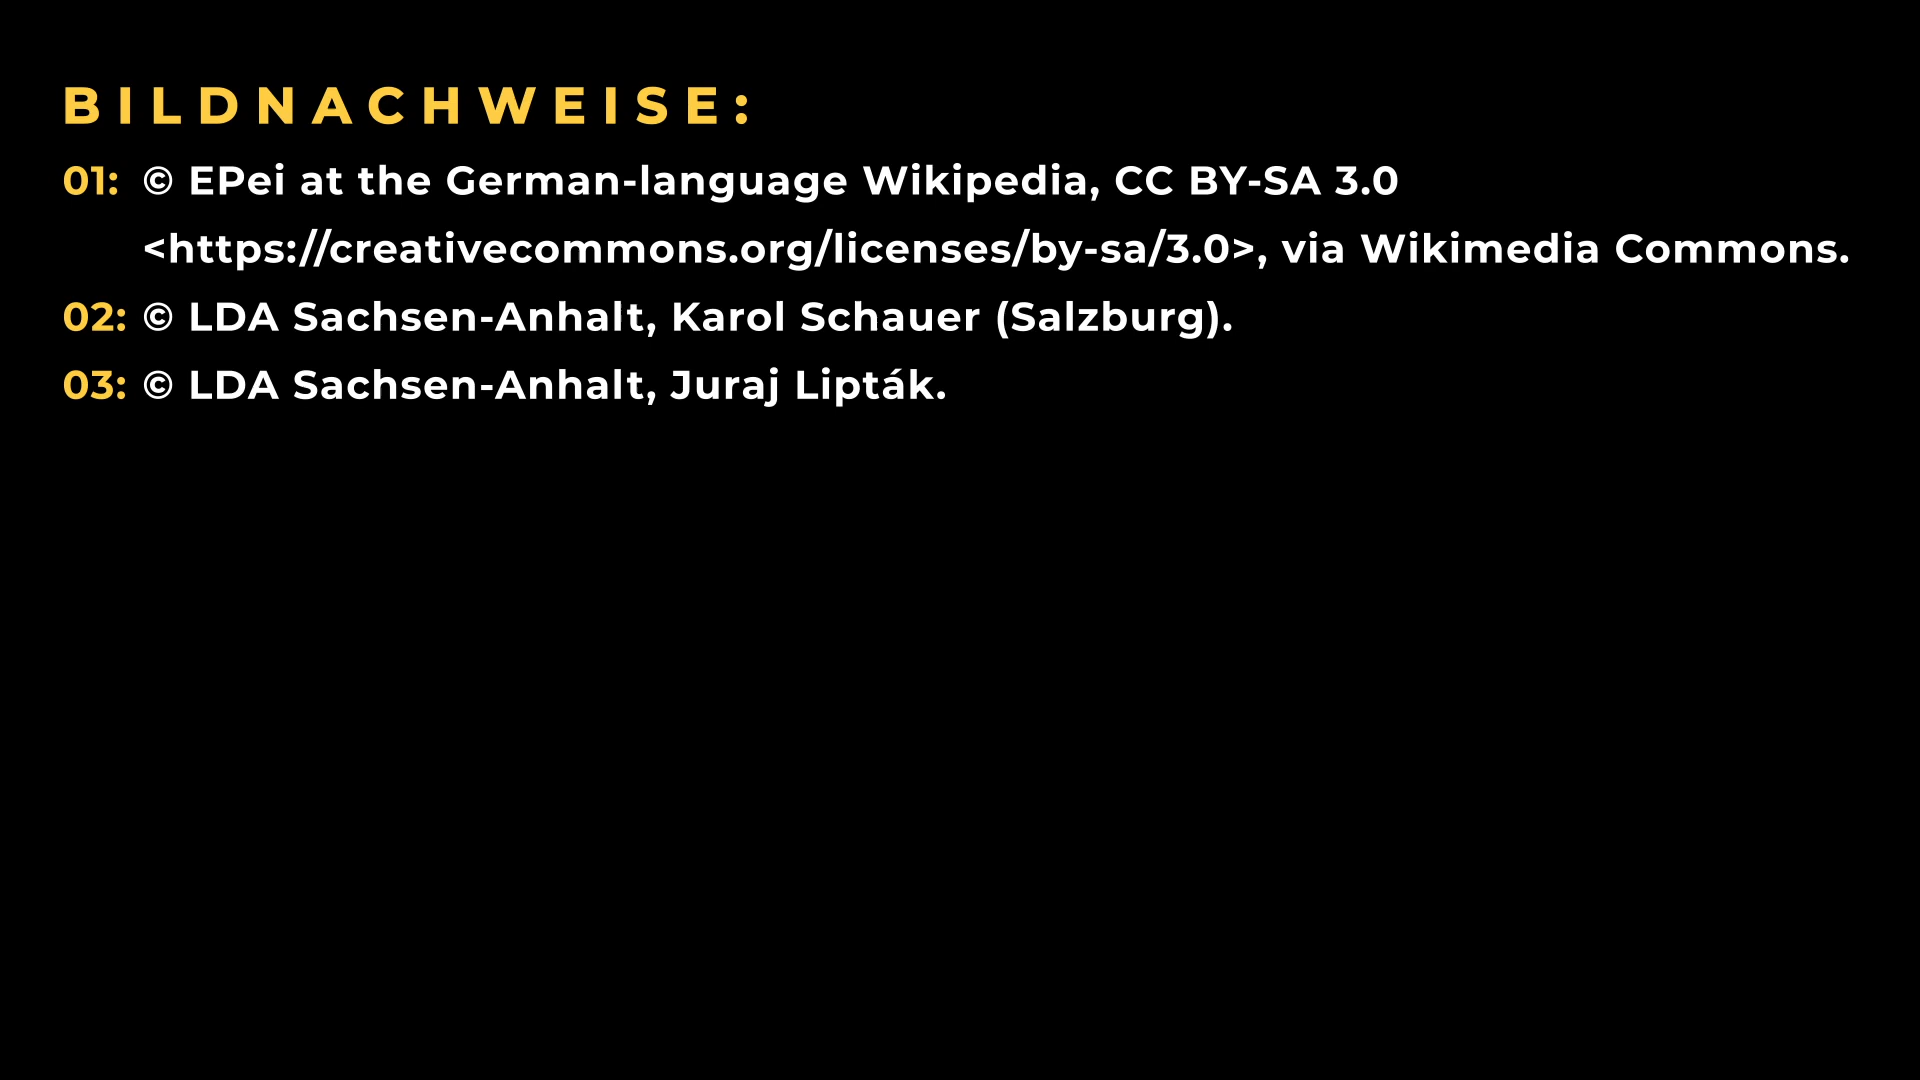 BILDNACHWEISE:
01: © EPei at the German-language Wikipedia, CC BY-SA 3.0
<https://creativecommons.org/licenses/by-sa/3.0>, via Wikimedia Commons.
02: © LDA Sachsen-Anhalt, Karol Schauer (Salzburg).
03: © LDA Sachsen-Anhalt, Juraj Lipták.